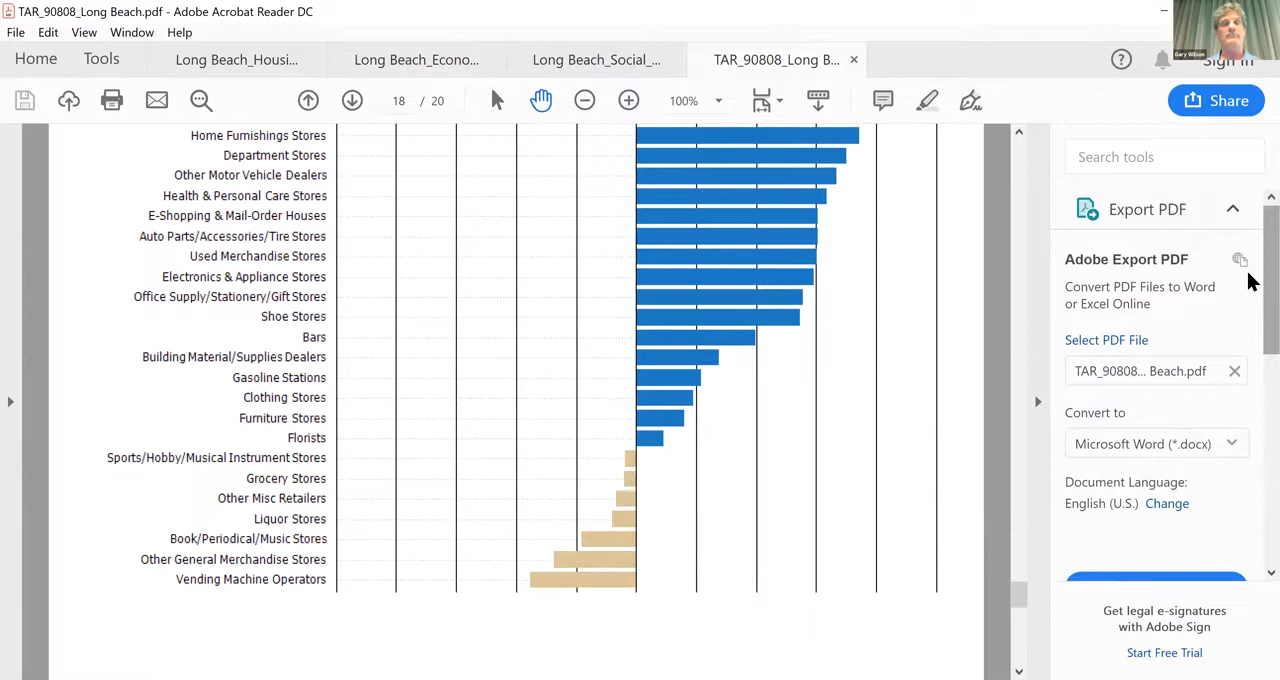 TAR_90808_Long Beach.pdf - Adobe Acrobat Reader DC
File Edit View Window Help
Gary Wilson
Home Tools Long Beach_Housi... Long Beach_Econo... Long Beach_Social_... TAR_90808_Long B... ×
Sign In
18 / 20 100% Share
Home Furnishings Stores
Department Stores
Other Motor Vehicle Dealers
Health & Personal Care Stores
E-Shopping & Mail-Order Houses
Auto Parts/Accessories/Tire Stores
Used Merchandise Stores
Electronics & Appliance Stores
Office Supply/Stationery/Gift Stores
Shoe Stores
Bars
Building Material/Supplies Dealers
Gasoline Stations
Clothing Stores
Furniture Stores
Florists
Sports/Hobby/Musical Instrument Stores
Grocery Stores
Other Misc Retailers
Liquor Stores
Book/Periodical/Music Stores
Other General Merchandise Stores
Vending Machine Operators
Search tools
Export PDF
Adobe Export PDF
Convert PDF Files to Word
or Excel Online
Select PDF File
TAR_90808... Beach.pdf
Convert to
Microsoft Word (*.docx)
Document Language:
English (U.S.) Change
Get legal e-signatures
with Adobe Sign
Start Free Trial